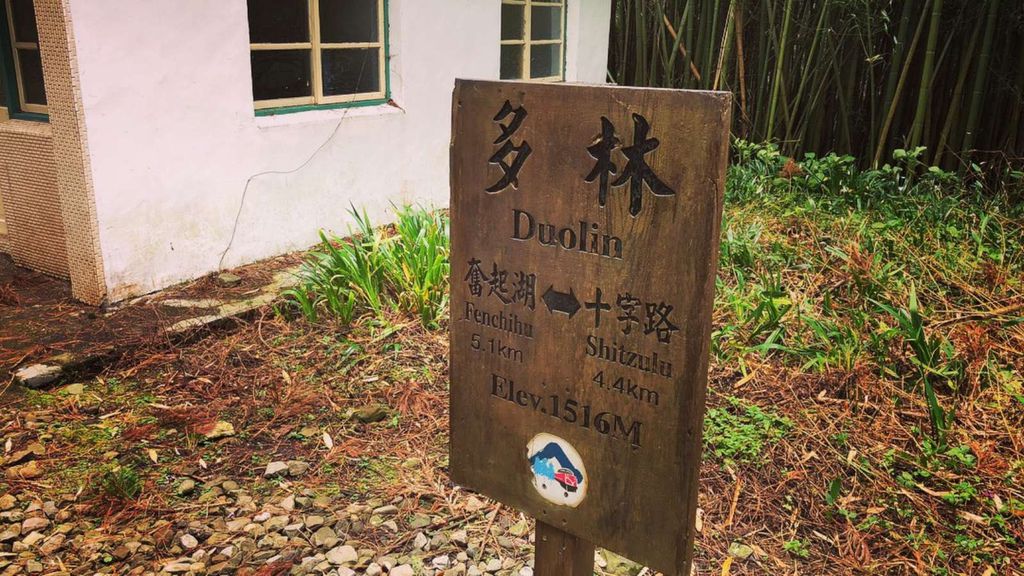 多林
Duolin
奮起湖 ⬌ 十字路
Fenchihu Shitzulu
5.1km 4.4km
Elev.1516M